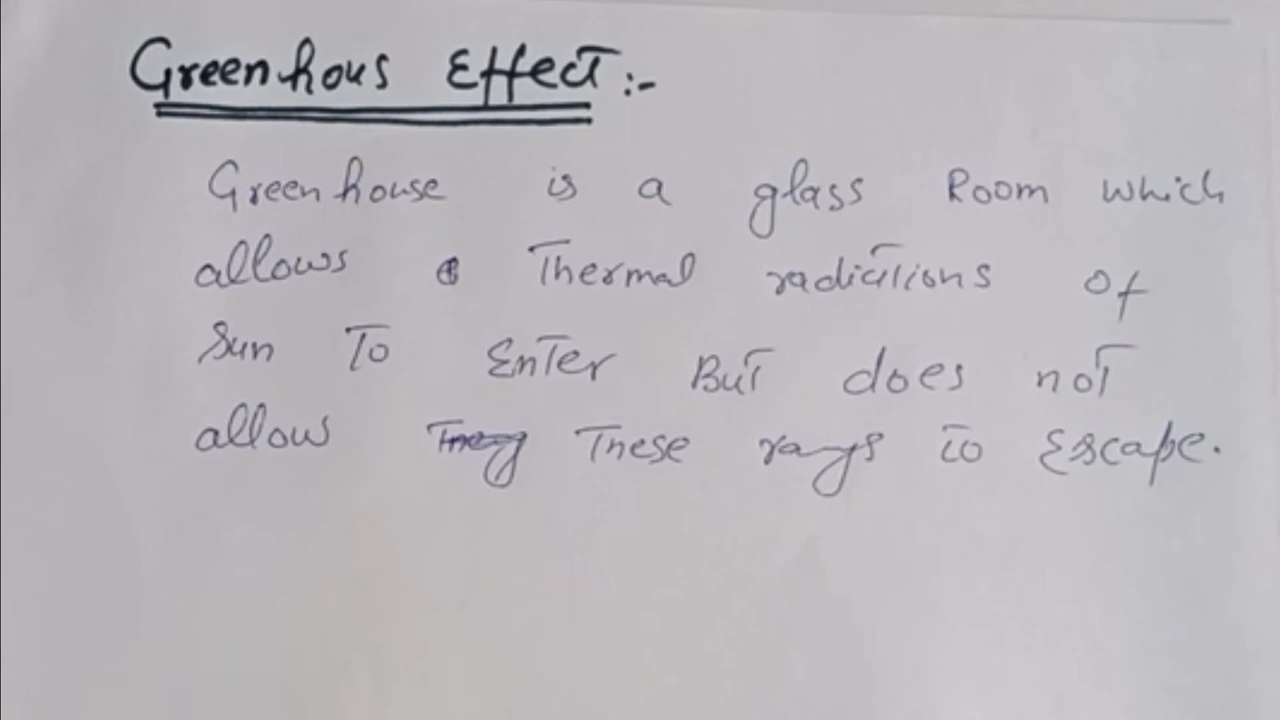 Greenhous Effect:-
Greenhouse is a glass Room which
allows Thermal radiations of
Sun To Enter But does not
allow These rays to Escape.